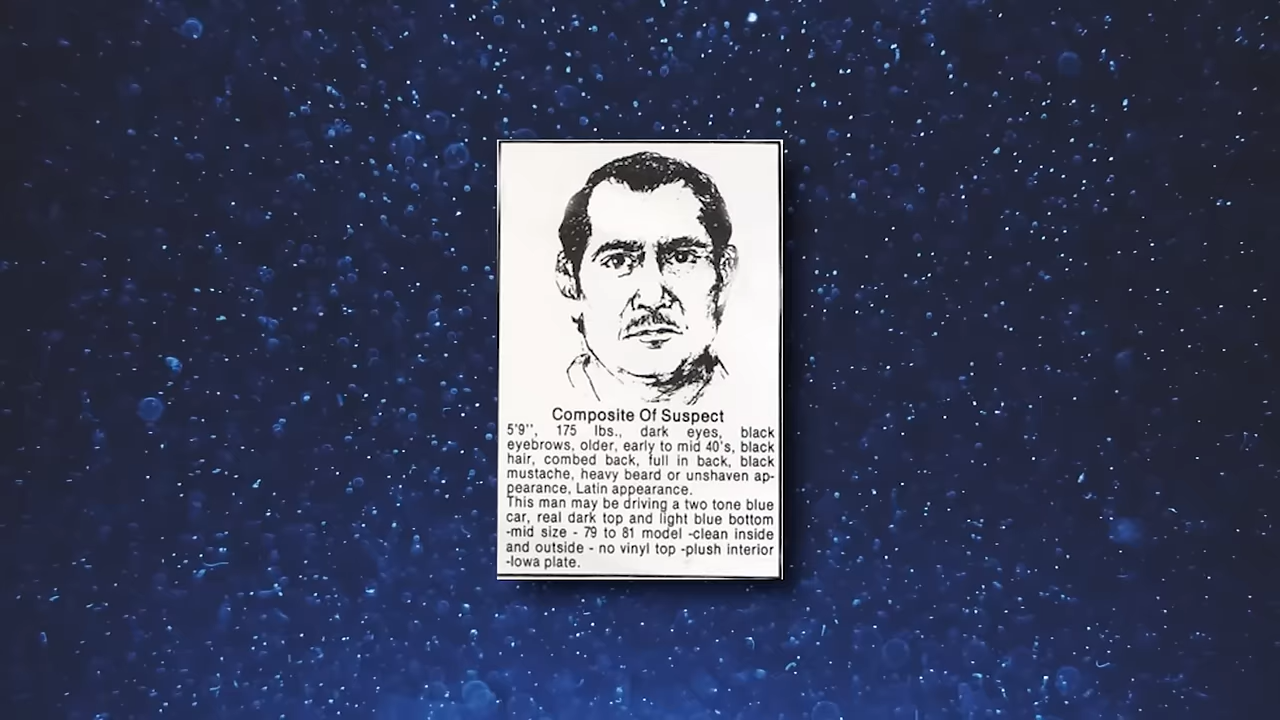 Composite Of Suspect
5'9'', 175 lbs., dark eyes, black
eyebrows, older, early to mid 40's, black
hair, combed back, full in back, black
mustache, heavy beard or unshaven ap-
pearance, Latin appearance.
This man may be driving a two tone blue
car, real dark top and light blue bottom
-mid size - 79 to 81 model -clean inside
and outside - no vinyl top -plush interior
-Iowa plate.